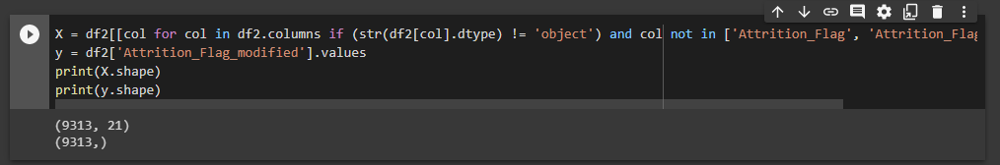 X = df2[[col for col in df2.columns if (str(df2[col].dtype) != 'object') and col not in ['Attrition_Flag', 'Attrition_Flag
y = df2['Attrition_Flag_modified'].values
print(X.shape)
print(y.shape)
(9313, 21)
(9313,)